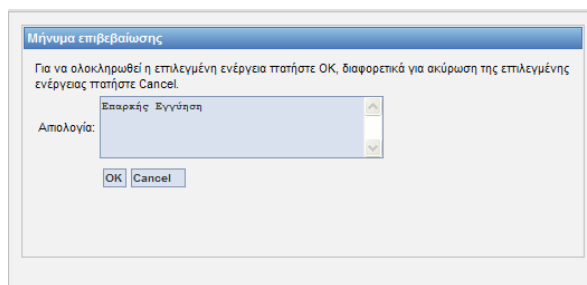 Μήνυμα επιβεβαίωσης
Για να ολοκληρωθεί η επιλεγμένη ενέργεια πατήστε OK, διαφορετικά για ακύρωση της επιλεγμένης
ενέργειας πατήστε Cancel.
Επαρκής Εγγύηση
Αιτιολογία:
OK Cancel